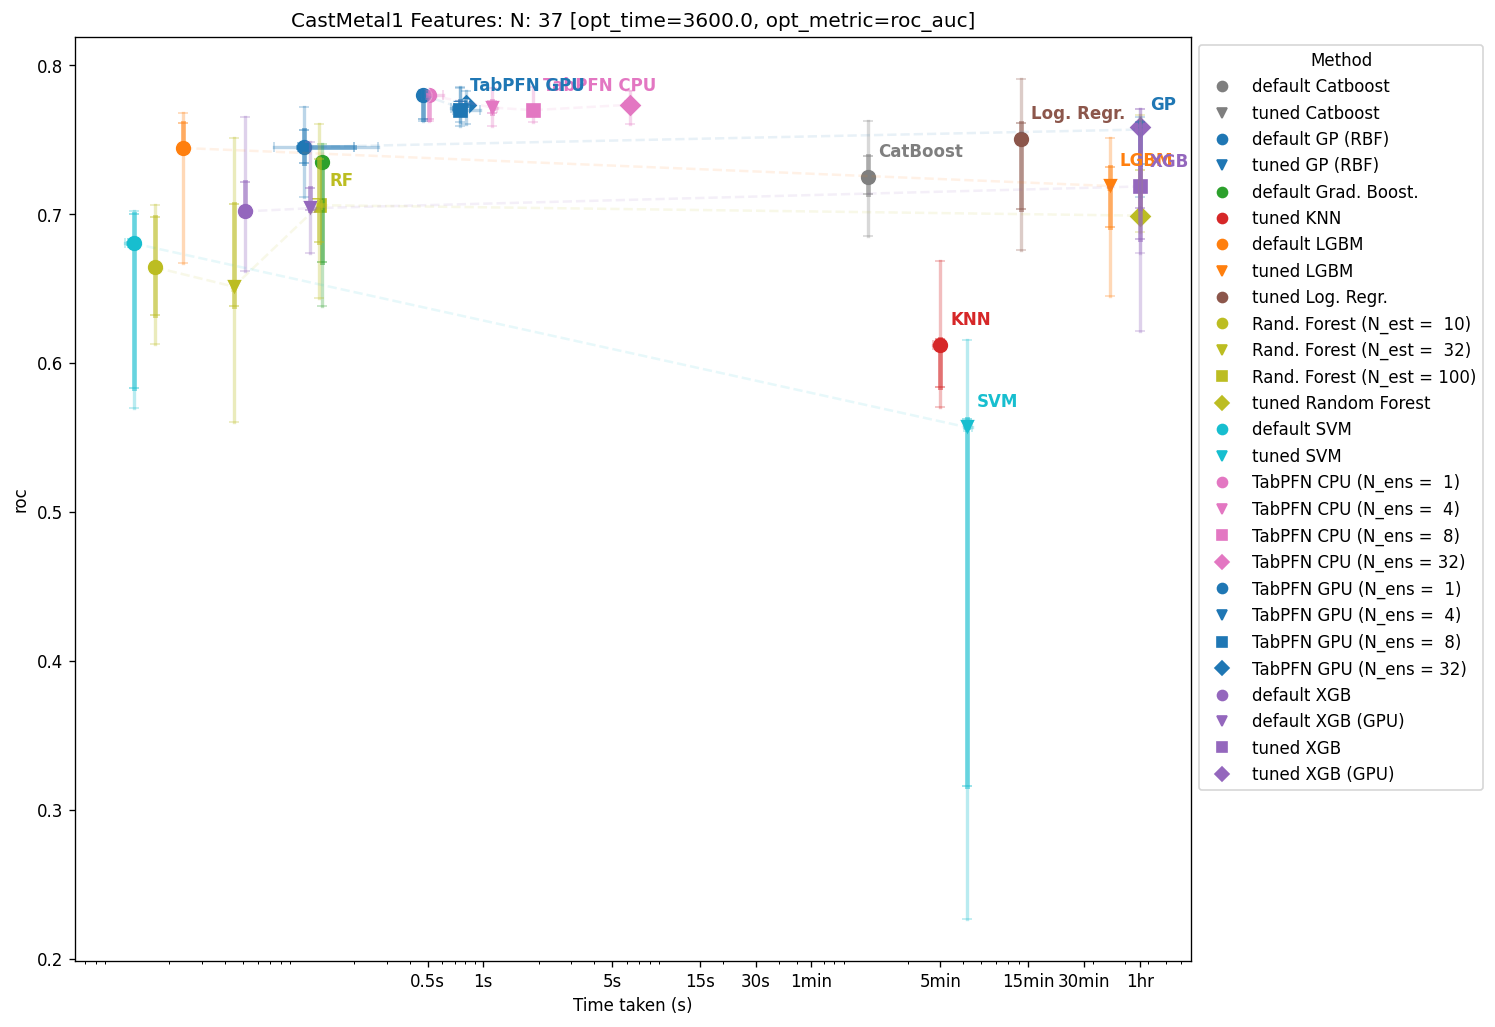 CastMetal1 Features: N: 37 [opt_time=3600.0, opt_metric=roc_auc]
roc
0.8
0.7
0.6
0.5
0.4
0.3
0.2
TabPFN GPU
TabPFN CPU
GP
Log. Regr.
CatBoost
LGBM
XGB
RF
KNN
SVM
0.5s 1s 5s 15s 30s 1min 5min 15min 30min 1hr
Time taken (s)
Method
default Catboost
tuned Catboost
default GP (RBF)
tuned GP (RBF)
default Grad. Boost.
tuned KNN
default LGBM
tuned LGBM
tuned Log. Regr.
Rand. Forest (N_est =  10)
Rand. Forest (N_est =  32)
Rand. Forest (N_est = 100)
tuned Random Forest
default SVM
tuned SVM
TabPFN CPU (N_ens =  1)
TabPFN CPU (N_ens =  4)
TabPFN CPU (N_ens =  8)
TabPFN CPU (N_ens = 32)
TabPFN GPU (N_ens =  1)
TabPFN GPU (N_ens =  4)
TabPFN GPU (N_ens =  8)
TabPFN GPU (N_ens = 32)
default XGB
default XGB (GPU)
tuned XGB
tuned XGB (GPU)